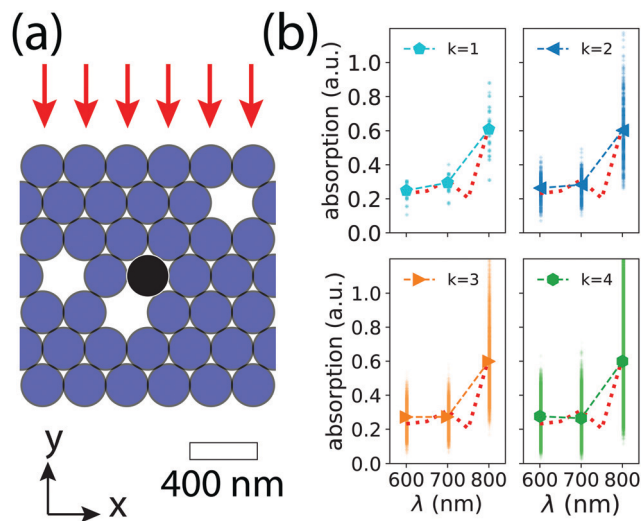 (a)
(b)
y
x
400 nm
k=1
k=2
absorption (a.u.)
1.0
0.8
0.6
0.4
0.2
0.0
k=3
k=4
absorption (a.u.)
1.0
0.8
0.6
0.4
0.2
0.0
600 700 800
600 700 800
λ (nm)
λ (nm)